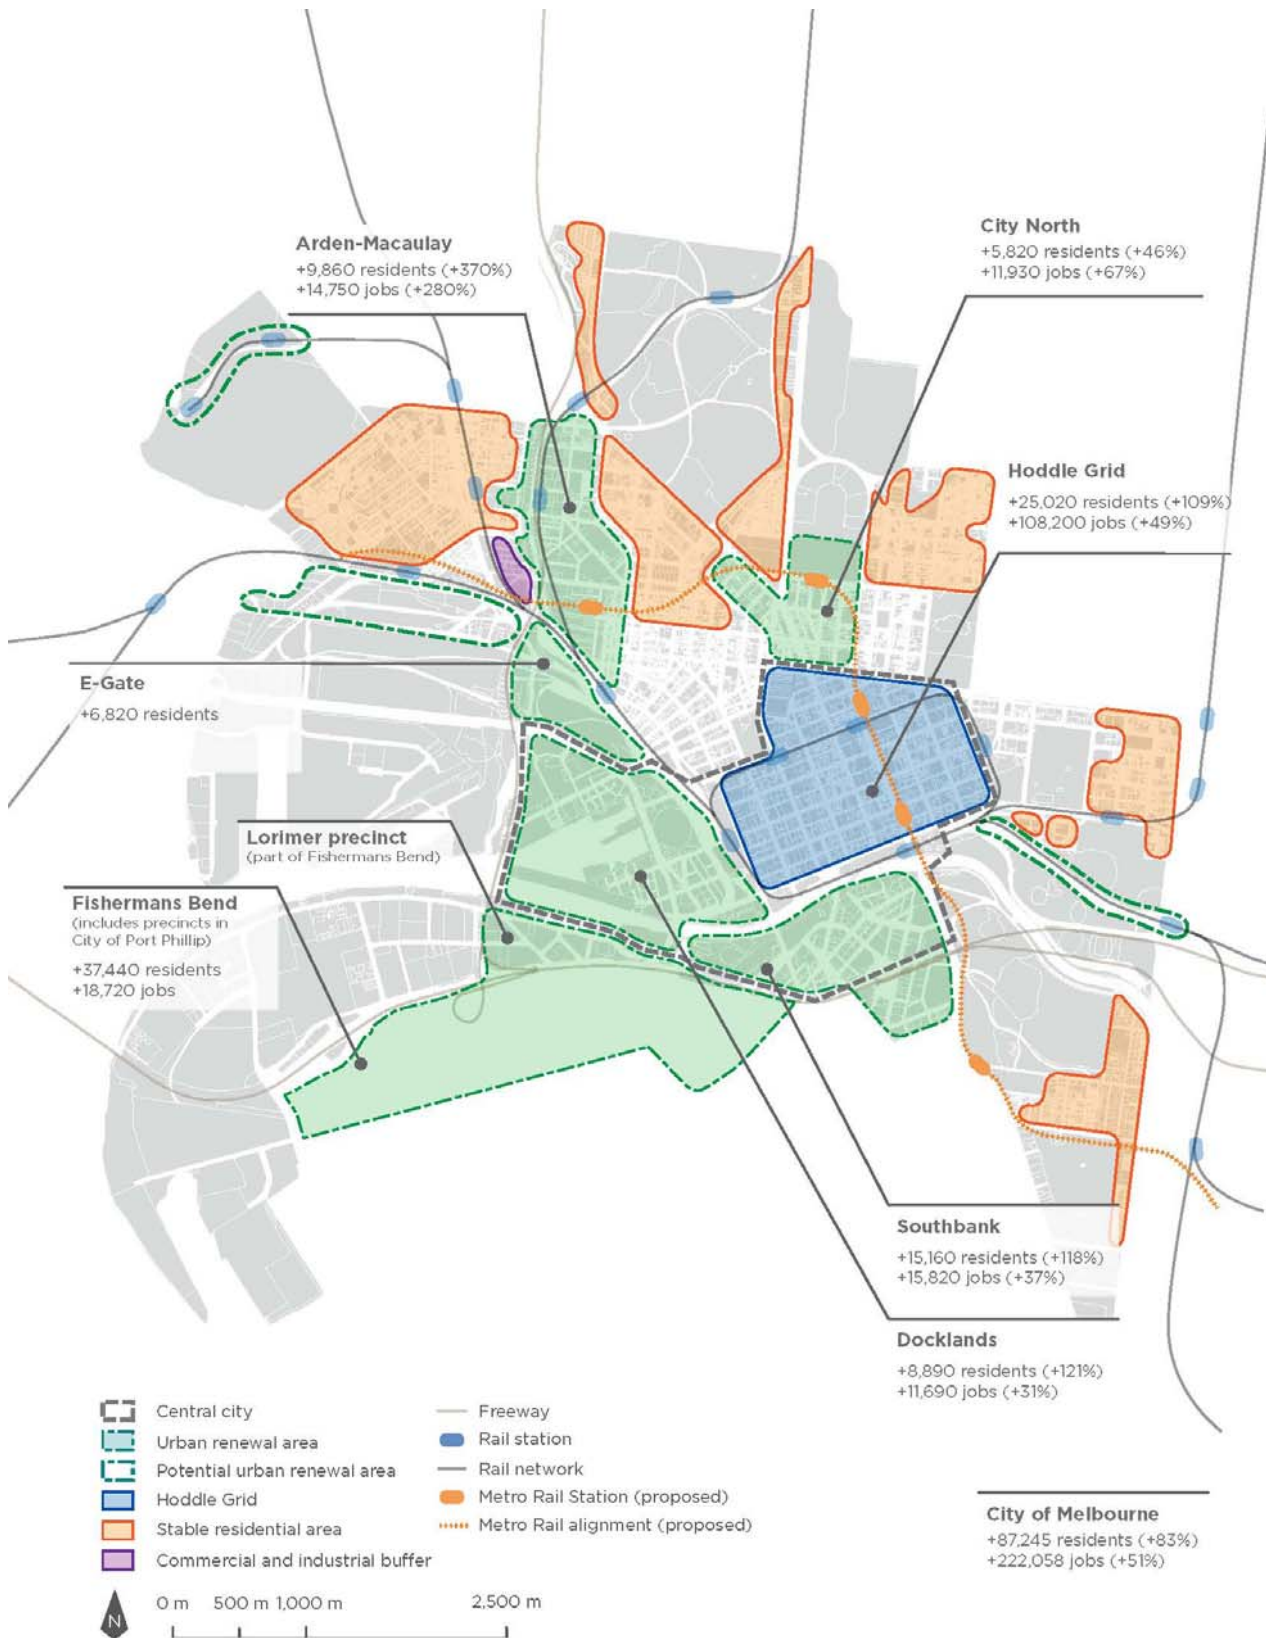 Arden-Macaulay
+9,860 residents (+370%)
+14,750 jobs (+280%)
City North
+5,820 residents (+46%)
+11,930 jobs (+67%)
Hoddle Grid
+25,020 residents (+109%)
+108,200 jobs (+49%)
E-Gate
+6,820 residents
Lorimer precinct
(part of Fishermans Bend)
Fishermans Bend
(includes precincts in
City of Port Phillip)
+37,440 residents
+18,720 jobs
Southbank
+15,160 residents (+118%)
+15,820 jobs (+37%)
Docklands
+8,890 residents (+121%)
+11,690 jobs (+31%)
Central city
Urban renewal area
Potential urban renewal area
Hoddle Grid
Stable residential area
Commercial and industrial buffer
Freeway
Rail station
Rail network
Metro Rail Station (proposed)
Metro Rail alignment (proposed)
City of Melbourne
+87,245 residents (+83%)
+222,058 jobs (+51%)
N
0 m 500 m 1,000 m 2,500 m